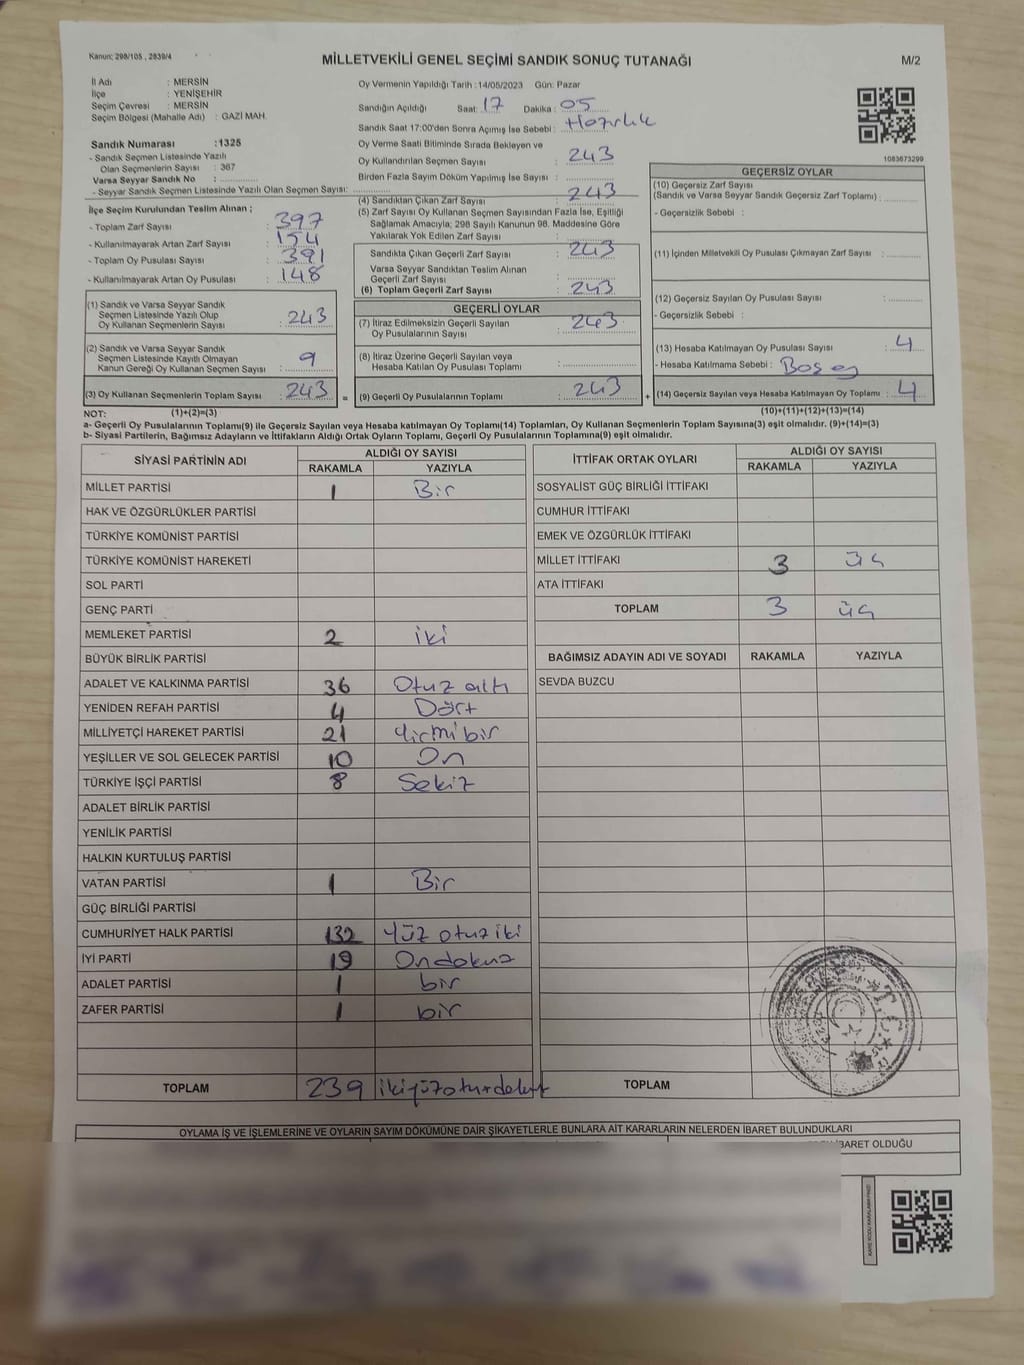 Kanun: 298/105 , 2839/4
MİLLETVEKİLİ GENEL SEÇİMİ SANDIK SONUÇ TUTANAĞI
M/2
İl Adı : MERSİN
İlçe : YENİŞEHİR
Seçim Çevresi : MERSİN
Seçim Bölgesi (Mahalle Adı) : GAZİ MAH.
Sandık Numarası :1325
- Sandık Seçmen Listesinde Yazılı
Olan Seçmenlerin Sayısı : 367
Varsa Seyyar Sandık No :
- Seyyar Sandık Seçmen Listesinde Yazılı Olan Seçmen Sayısı:
Oy Vermenin Yapıldığı Tarih :14/05/2023 Gün: Pazar
Sandığın Açıldığı Saat: 17 Dakika : 05
Sandık Saat 17:00'den Sonra Açımış İse Sebebi : Hazırlık
Oy Verme Saati Bitiminde Sırada Bekleyen ve
Oy Kullandırılan Seçmen Sayısı : 243
Birden Fazla Sayım Döküm Yapılmış İse Sayısı :
1083673299
İlçe Seçim Kurulundan Teslim Alınan ;
- Toplam Zarf Sayısı : 397
- Kullanılmayarak Artan Zarf Sayısı : 154
- Toplam Oy Pusulası Sayısı : 391
- Kullanılmayarak Artan Oy Pusulası : 148
(1) Sandık ve Varsa Seyyar Sandık
Seçmen Listesinde Yazılı Olup
Oy Kullanan Seçmenlerin Sayısı : 243
(2) Sandık ve Varsa Seyyar Sandık
Seçmen Listesinde Kayıtlı Olmayan
Kanun Gereği Oy Kullanan Seçmen Sayısı : 9
(3) Oy Kullanan Seçmenlerin Toplam Sayısı : 243 =
(4) Sandıktan Çıkan Zarf Sayısı : 243
(5) Zarf Sayısı Oy Kullanan Seçmen Sayısından Fazla İse, Eşitliği
Sağlamak Amacıyla; 298 Sayılı Kanunun 98. Maddesine Göre
Yakılarak Yok Edilen Zarf Sayısı :
Sandıkta Çıkan Geçerli Zarf Sayısı : 243
Varsa Seyyar Sandıktan Teslim Alınan
Geçerli Zarf Sayısı :
(6) Toplam Geçerli Zarf Sayısı : 243
GEÇERLİ OYLAR
(7) İtiraz Edilmeksizin Geçerli Sayılan
Oy Pusulalarının Sayısı : 243
(8) İtiraz Üzerine Geçerli Sayılan veya
Hesaba Katılan Oy Pusulası Toplamı :
(9) Geçerli Oy Pusulalarının Toplamı : 243 +
GEÇERSİZ OYLAR
(10) Geçersiz Zarf Sayısı
(Sandık ve Varsa Seyyar Sandık Geçersiz Zarf Toplamı) :
- Geçersizlik Sebebi :
(11) İçinden Milletvekili Oy Pusulası Çıkmayan Zarf Sayısı :
(12) Geçersiz Sayılan Oy Pusulası Sayısı :
- Geçersizlik Sebebi :
(13) Hesaba Katılmayan Oy Pusulası Sayısı : 4
- Hesaba Katılmama Sebebi : Boş oy
(14) Geçersiz Sayılan veya Hesaba Katılmayan Oy Toplamı : 4
NOT: (1)+(2)=(3) (10)+(11)+(12)+(13)=(14)
a- Geçerli Oy Pusulalarının Toplamı(9) ile Geçersiz Sayılan veya Hesaba katılmayan Oy Toplamı(14) Toplamları, Oy Kullanan Seçmenlerin Toplam Sayısına(3) eşit olmalıdır. (9)+(14)=(3)
b- Siyasi Partilerin, Bağımsız Adayların ve İttifakların Aldığı Ortak Oyların Toplamı, Geçerli Oy Pusulalarının Toplamına(9) eşit olmalıdır.
SİYASİ PARTİNİN ADI ALDIĞI OY SAYISI
RAKAMLA YAZIYLA
MİLLET PARTİSİ 1 Bir
HAK VE ÖZGÜRLÜKLER PARTİSİ
TÜRKİYE KOMÜNİST PARTİSİ
TÜRKİYE KOMÜNİST HAREKETİ
SOL PARTİ
GENÇ PARTİ
MEMLEKET PARTİSİ 2 iki
BÜYÜK BİRLİK PARTİSİ
ADALET VE KALKINMA PARTİSİ 36 Otuz altı
YENİDEN REFAH PARTİSİ 4 Dört
MİLLİYETÇİ HAREKET PARTİSİ 21 Yirmi bir
YEŞİLLER VE SOL GELECEK PARTİSİ 10 On
TÜRKİYE İŞÇİ PARTİSİ 8 Sekiz
ADALET BİRLİK PARTİSİ
YENİLİK PARTİSİ
HALKIN KURTULUŞ PARTİSİ
VATAN PARTİSİ 1 Bir
GÜÇ BİRLİĞİ PARTİSİ
CUMHURİYET HALK PARTİSİ 132 Yüz otuz iki
İYİ PARTİ 19 Ondokuz
ADALET PARTİSİ 1 bir
ZAFER PARTİSİ 1 bir
TOPLAM 239 ikiyüzotuzdokuz
İTTİFAK ORTAK OYLARI ALDIĞI OY SAYISI
RAKAMLA YAZIYLA
SOSYALİST GÜÇ BİRLİĞİ İTTİFAKI
CUMHUR İTTİFAKI
EMEK VE ÖZGÜRLÜK İTTİFAKI
MİLLET İTTİFAKI 3 üç
ATA İTTİFAKI
TOPLAM 3 üç
BAĞIMSIZ ADAYIN ADI VE SOYADI RAKAMLA YAZIYLA
SEVDA BUZCU
TOPLAM
T.C.
OYLAMA İŞ VE İŞLEMLERİNE VE OYLARIN SAYIM DÖKÜMÜNE DAİR ŞİKAYETLERLE BUNLARA AİT KARARLARIN NELERDEN İBARET BULUNDUKLARI
İBARET OLDUĞU